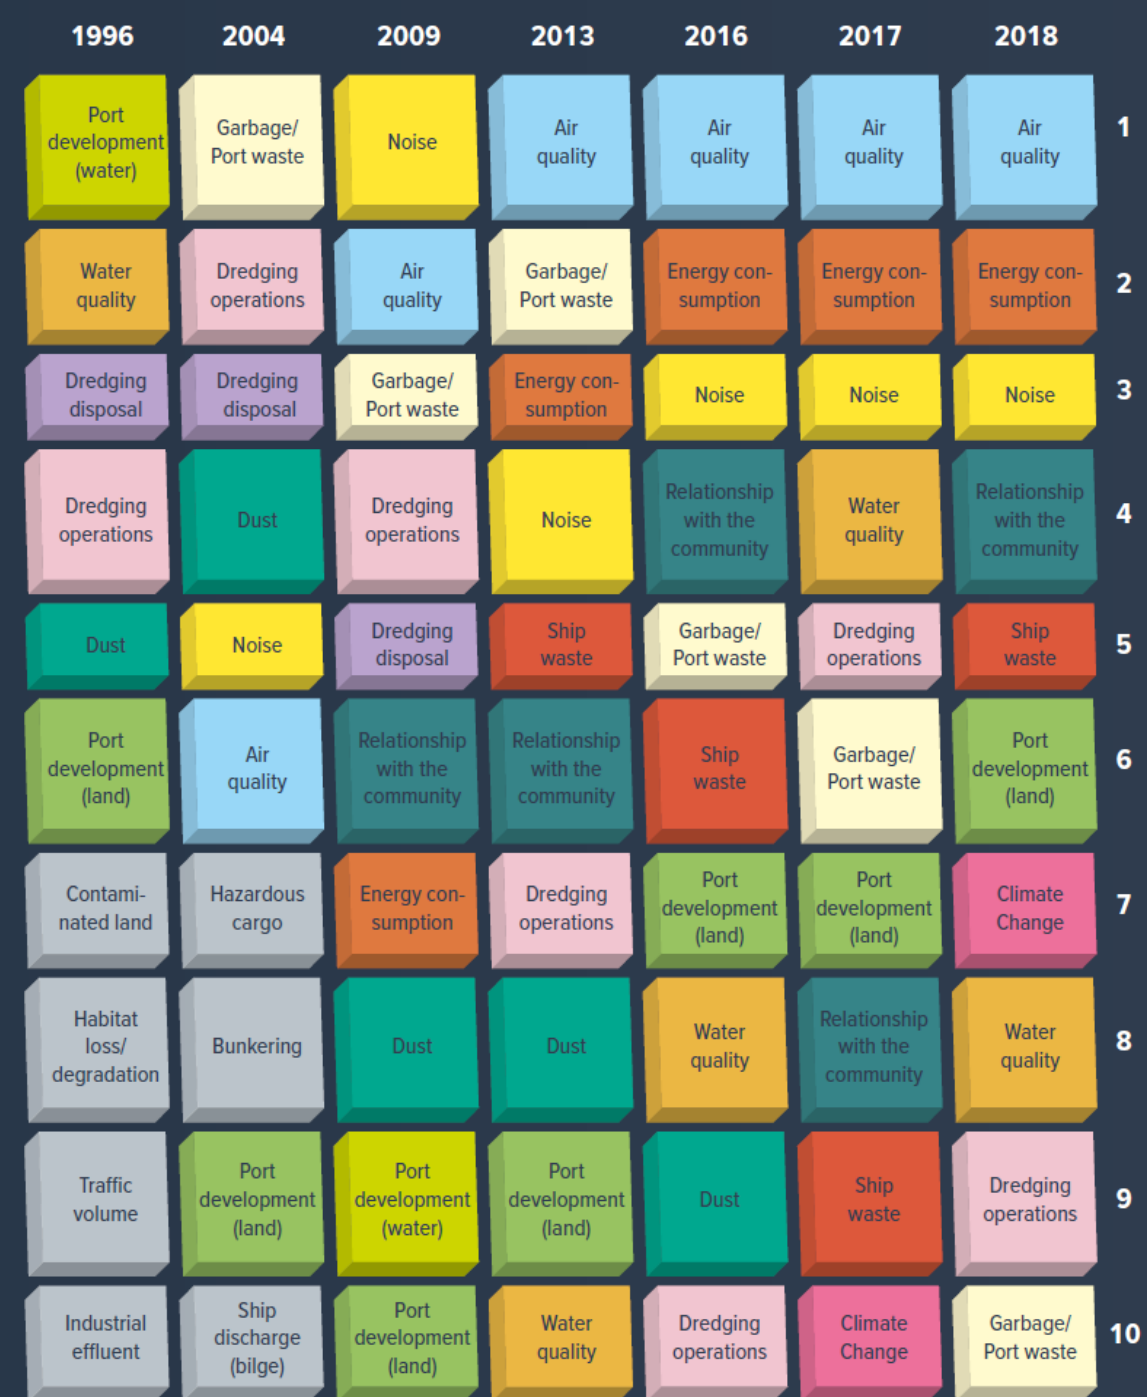 1996 2004 2009 2013 2016 2017 2018
Port
development
(water)
Garbage/
Port waste
Noise
Air
quality
Air
quality
Air
quality
Air
quality
1
Water
quality
Dredging
operations
Air
quality
Garbage/
Port waste
Energy con-
sumption
Energy con-
sumption
Energy con-
sumption
2
Dredging
disposal
Dredging
disposal
Garbage/
Port waste
Energy con-
sumption
Noise
Noise
Noise
3
Dredging
operations
Dust
Dredging
operations
Noise
Relationship
with the
community
Water
quality
Relationship
with the
community
4
Dust
Noise
Dredging
disposal
Ship
waste
Garbage/
Port waste
Dredging
operations
Ship
waste
5
Port
development
(land)
Air
quality
Relationship
with the
community
Relationship
with the
community
Ship
waste
Garbage/
Port waste
Port
development
(land)
6
Contami-
nated land
Hazardous
cargo
Energy con-
sumption
Dredging
operations
Port
development
(land)
Port
development
(land)
Climate
Change
7
Habitat
loss/
degradation
Bunkering
Dust
Dust
Water
quality
Relationship
with the
community
Water
quality
8
Traffic
volume
Port
development
(land)
Port
development
(water)
Port
development
(land)
Dust
Ship
waste
Dredging
operations
9
Industrial
effluent
Ship
discharge
(bilge)
Port
development
(land)
Water
quality
Dredging
operations
Climate
Change
Garbage/
Port waste
10